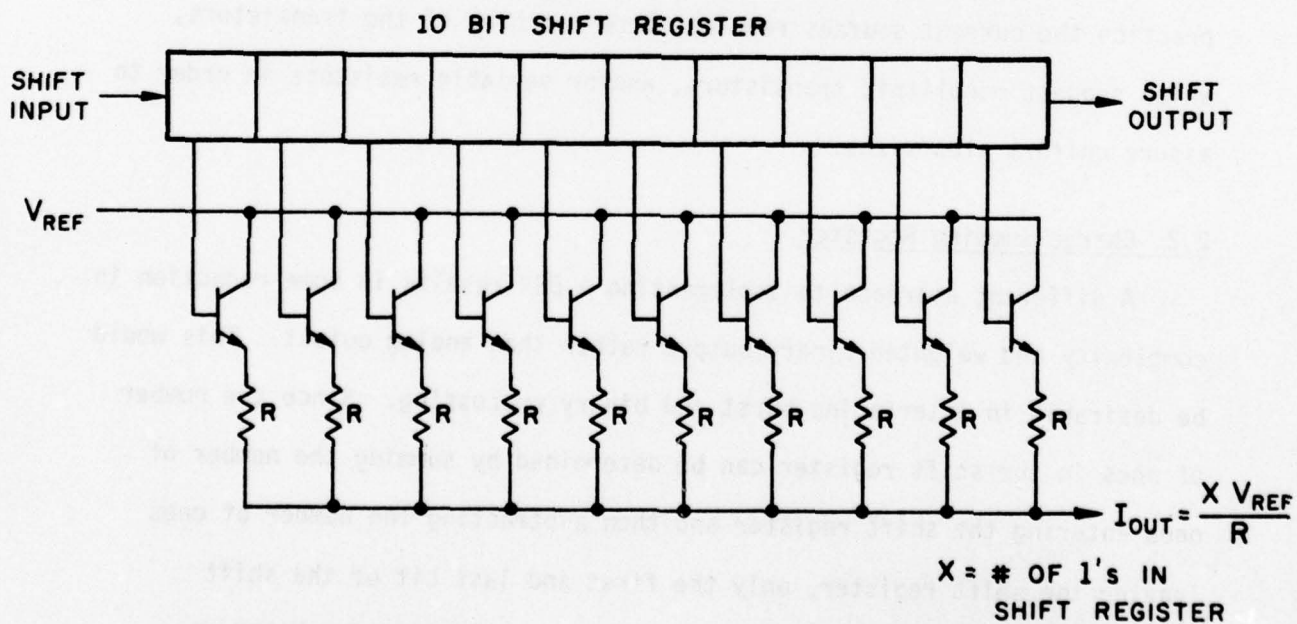 10 BIT SHIFT REGISTER
SHIFT
INPUT
SHIFT
OUTPUT
V_REF
R R R R R R R R R R
I_OUT = X V_REF / R
X = # OF 1's IN
SHIFT REGISTER